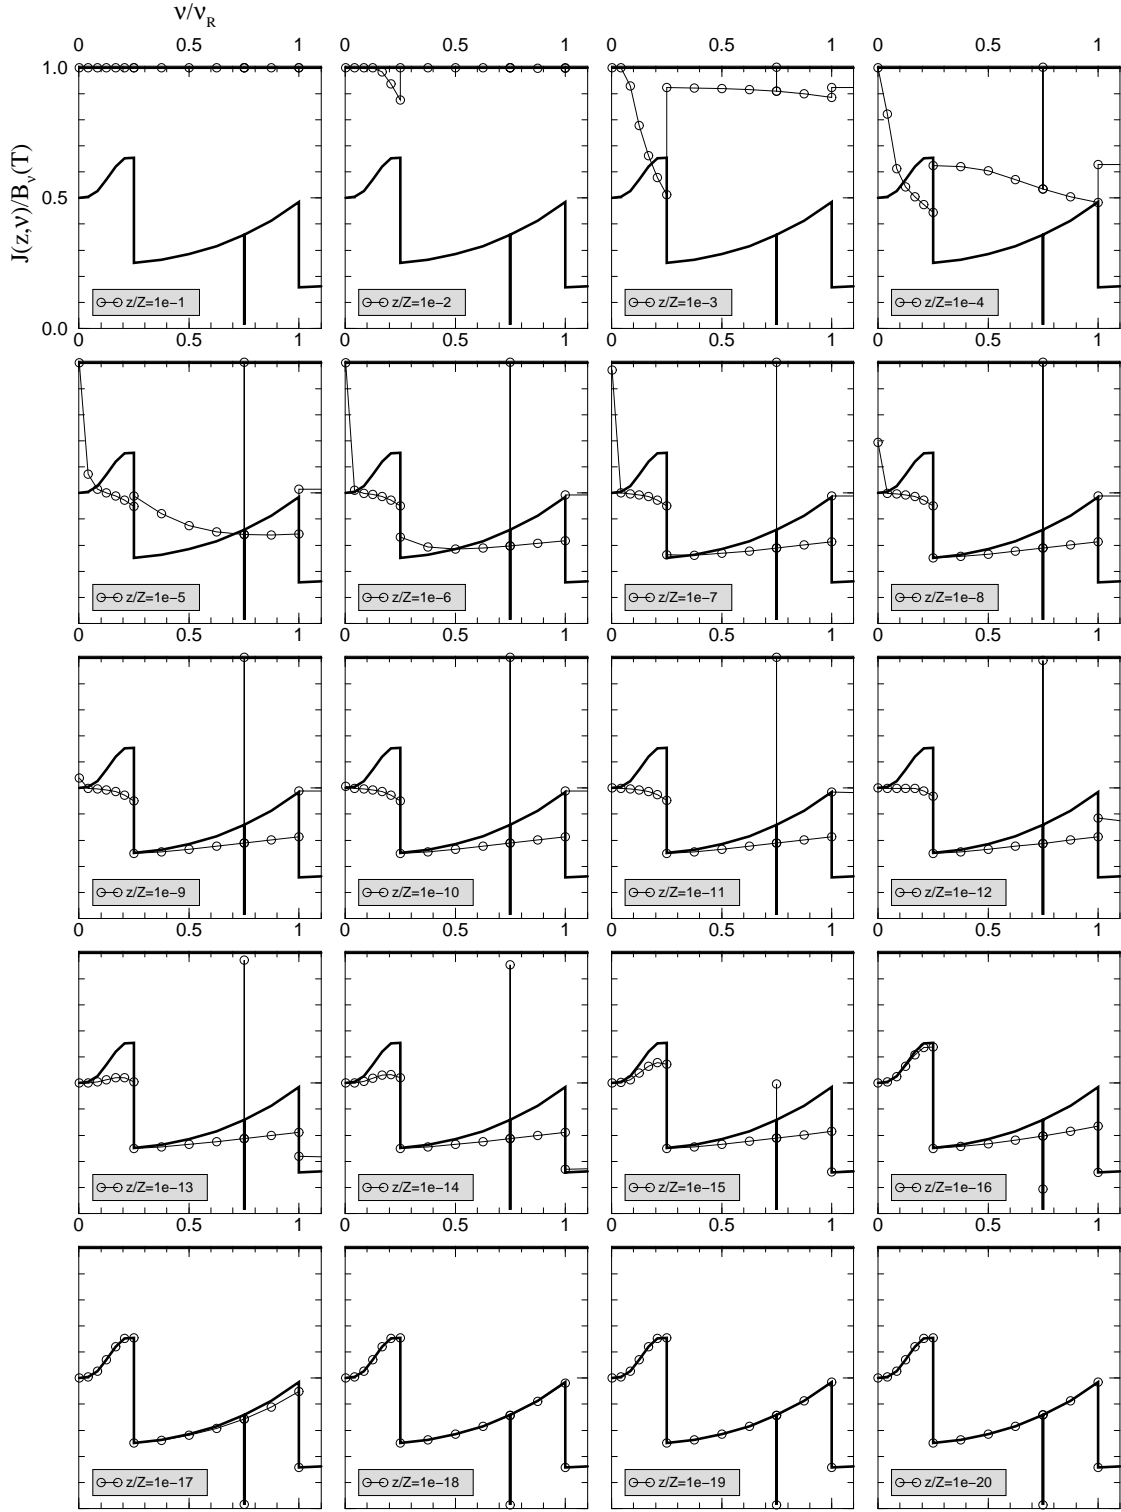 ν/ν_R
0 0.5 1 0 0.5 1 0 0.5 1 0 0.5 1
1.0
0.5
0.0
J(z,ν)/B_ν(T)
z/Z=1e−1 z/Z=1e−2 z/Z=1e−3 z/Z=1e−4
0 0.5 1 0 0.5 1 0 0.5 1 0 0.5 1
z/Z=1e−5 z/Z=1e−6 z/Z=1e−7 z/Z=1e−8
0 0.5 1 0 0.5 1 0 0.5 1 0 0.5 1
z/Z=1e−9 z/Z=1e−10 z/Z=1e−11 z/Z=1e−12
0 0.5 1 0 0.5 1 0 0.5 1 0 0.5 1
z/Z=1e−13 z/Z=1e−14 z/Z=1e−15 z/Z=1e−16
0 0.5 1 0 0.5 1 0 0.5 1 0 0.5 1
z/Z=1e−17 z/Z=1e−18 z/Z=1e−19 z/Z=1e−20